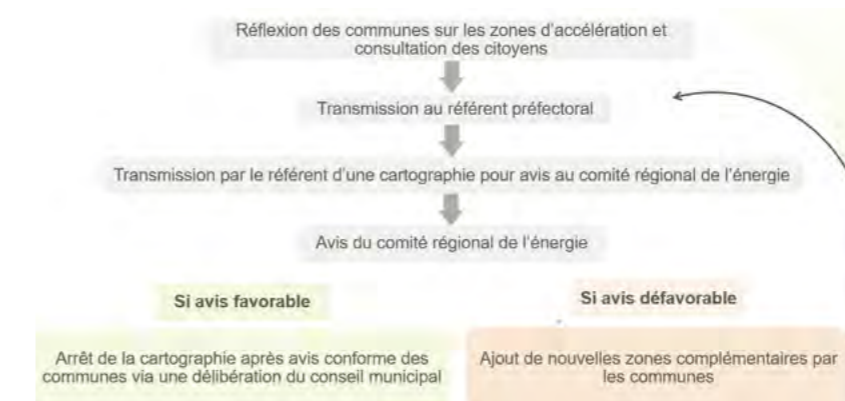 Réflexion des communes sur les zones d'accélération et
consultation des citoyens
Transmission au référent préfectoral
Transmission par le référent d'une cartographie pour avis au comité régional de l'énergie
Avis du comité régional de l'énergie
Si avis favorable
Arrêt de la cartographie après avis conforme des
communes via une délibération du conseil municipal
Si avis défavorable
Ajout de nouvelles zones complémentaires par
les communes